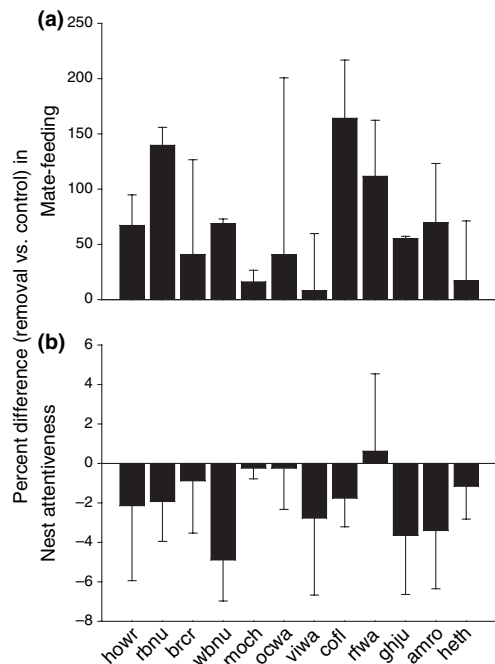 (a)
250
200
150
100
50
0
Mate-feeding
Percent difference (removal vs. control) in
(b)
6
4
2
0
−2
−4
−6
−8
Nest attentiveness
howr
rbnu
brcr
wbnu
moch
ocwa
viwa
cofl
rfwa
ghju
amro
heth